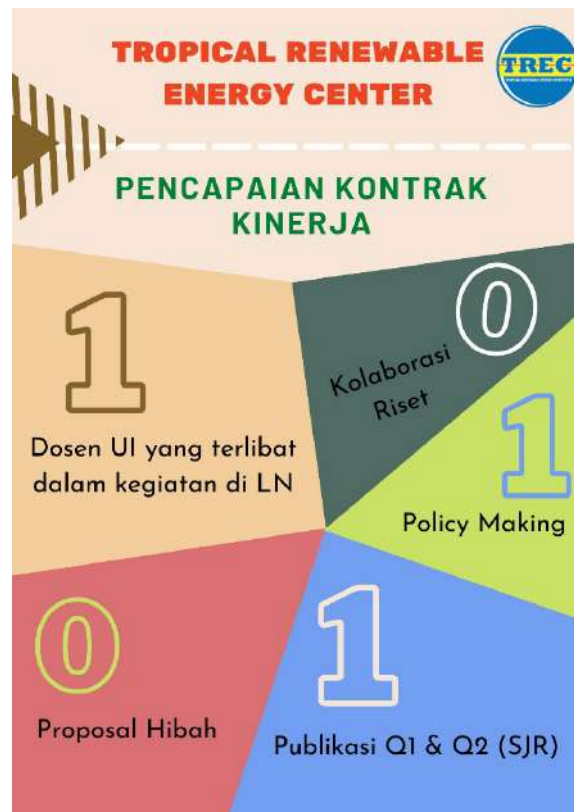 TROPICAL RENEWABLE
ENERGY CENTER
TREC
PENCAPAIAN KONTRAK
KINERJA
1
Dosen UI yang terlibat
dalam kegiatan di LN
0
Kolaborasi
Riset
1
Policy Making
0
Proposal Hibah
1
Publikasi Q1 & Q2 (SJR)